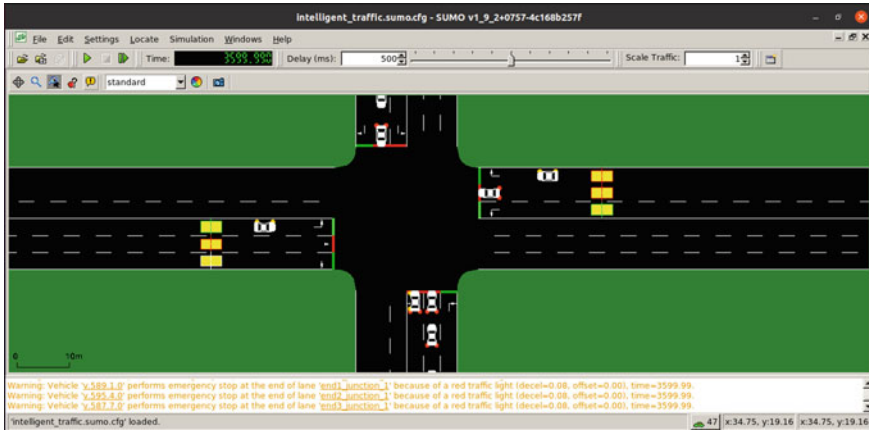 intelligent_traffic.sumo.cfg - SUMO v1_9_2+0757-4c168b257f
File Edit Settings Locate Simulation Windows Help
Time: 3599.990 Delay (ms): 500 Scale Traffic: 1
standard
0 10m
Warning: Vehicle 'v.589.1.0' performs emergency stop at the end of lane 'end1_junction_1' because of a red traffic light (decel=0.08, offset=0.00), time=3599.99.
Warning: Vehicle 'v.595.4.0' performs emergency stop at the end of lane 'end2_junction_1' because of a red traffic light (decel=0.08, offset=0.00), time=3599.99.
Warning: Vehicle 'v.587.7.0' performs emergency stop at the end of lane 'end3_junction_1' because of a red traffic light (decel=0.08, offset=0.00), time=3599.99.
'intelligent_traffic.sumo.cfg' loaded. 47 x:34.75, y:19.16 x:34.75, y:19.16